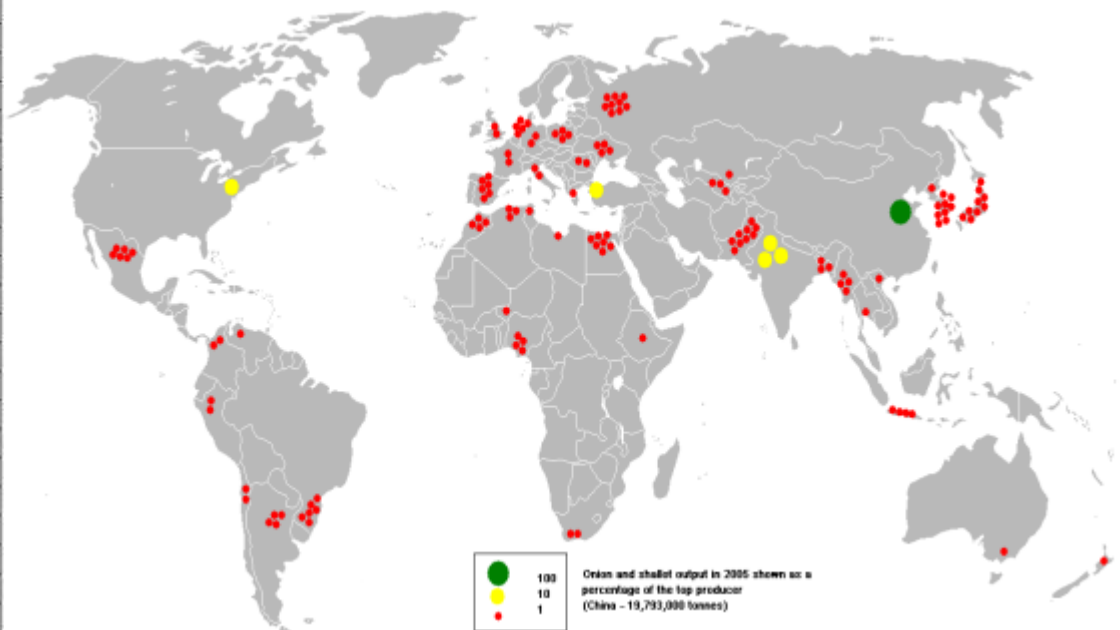 100
10
1
Onion and shallot output in 2005 shown as a
percentage of the top producer
(China - 19,793,000 tonnes)